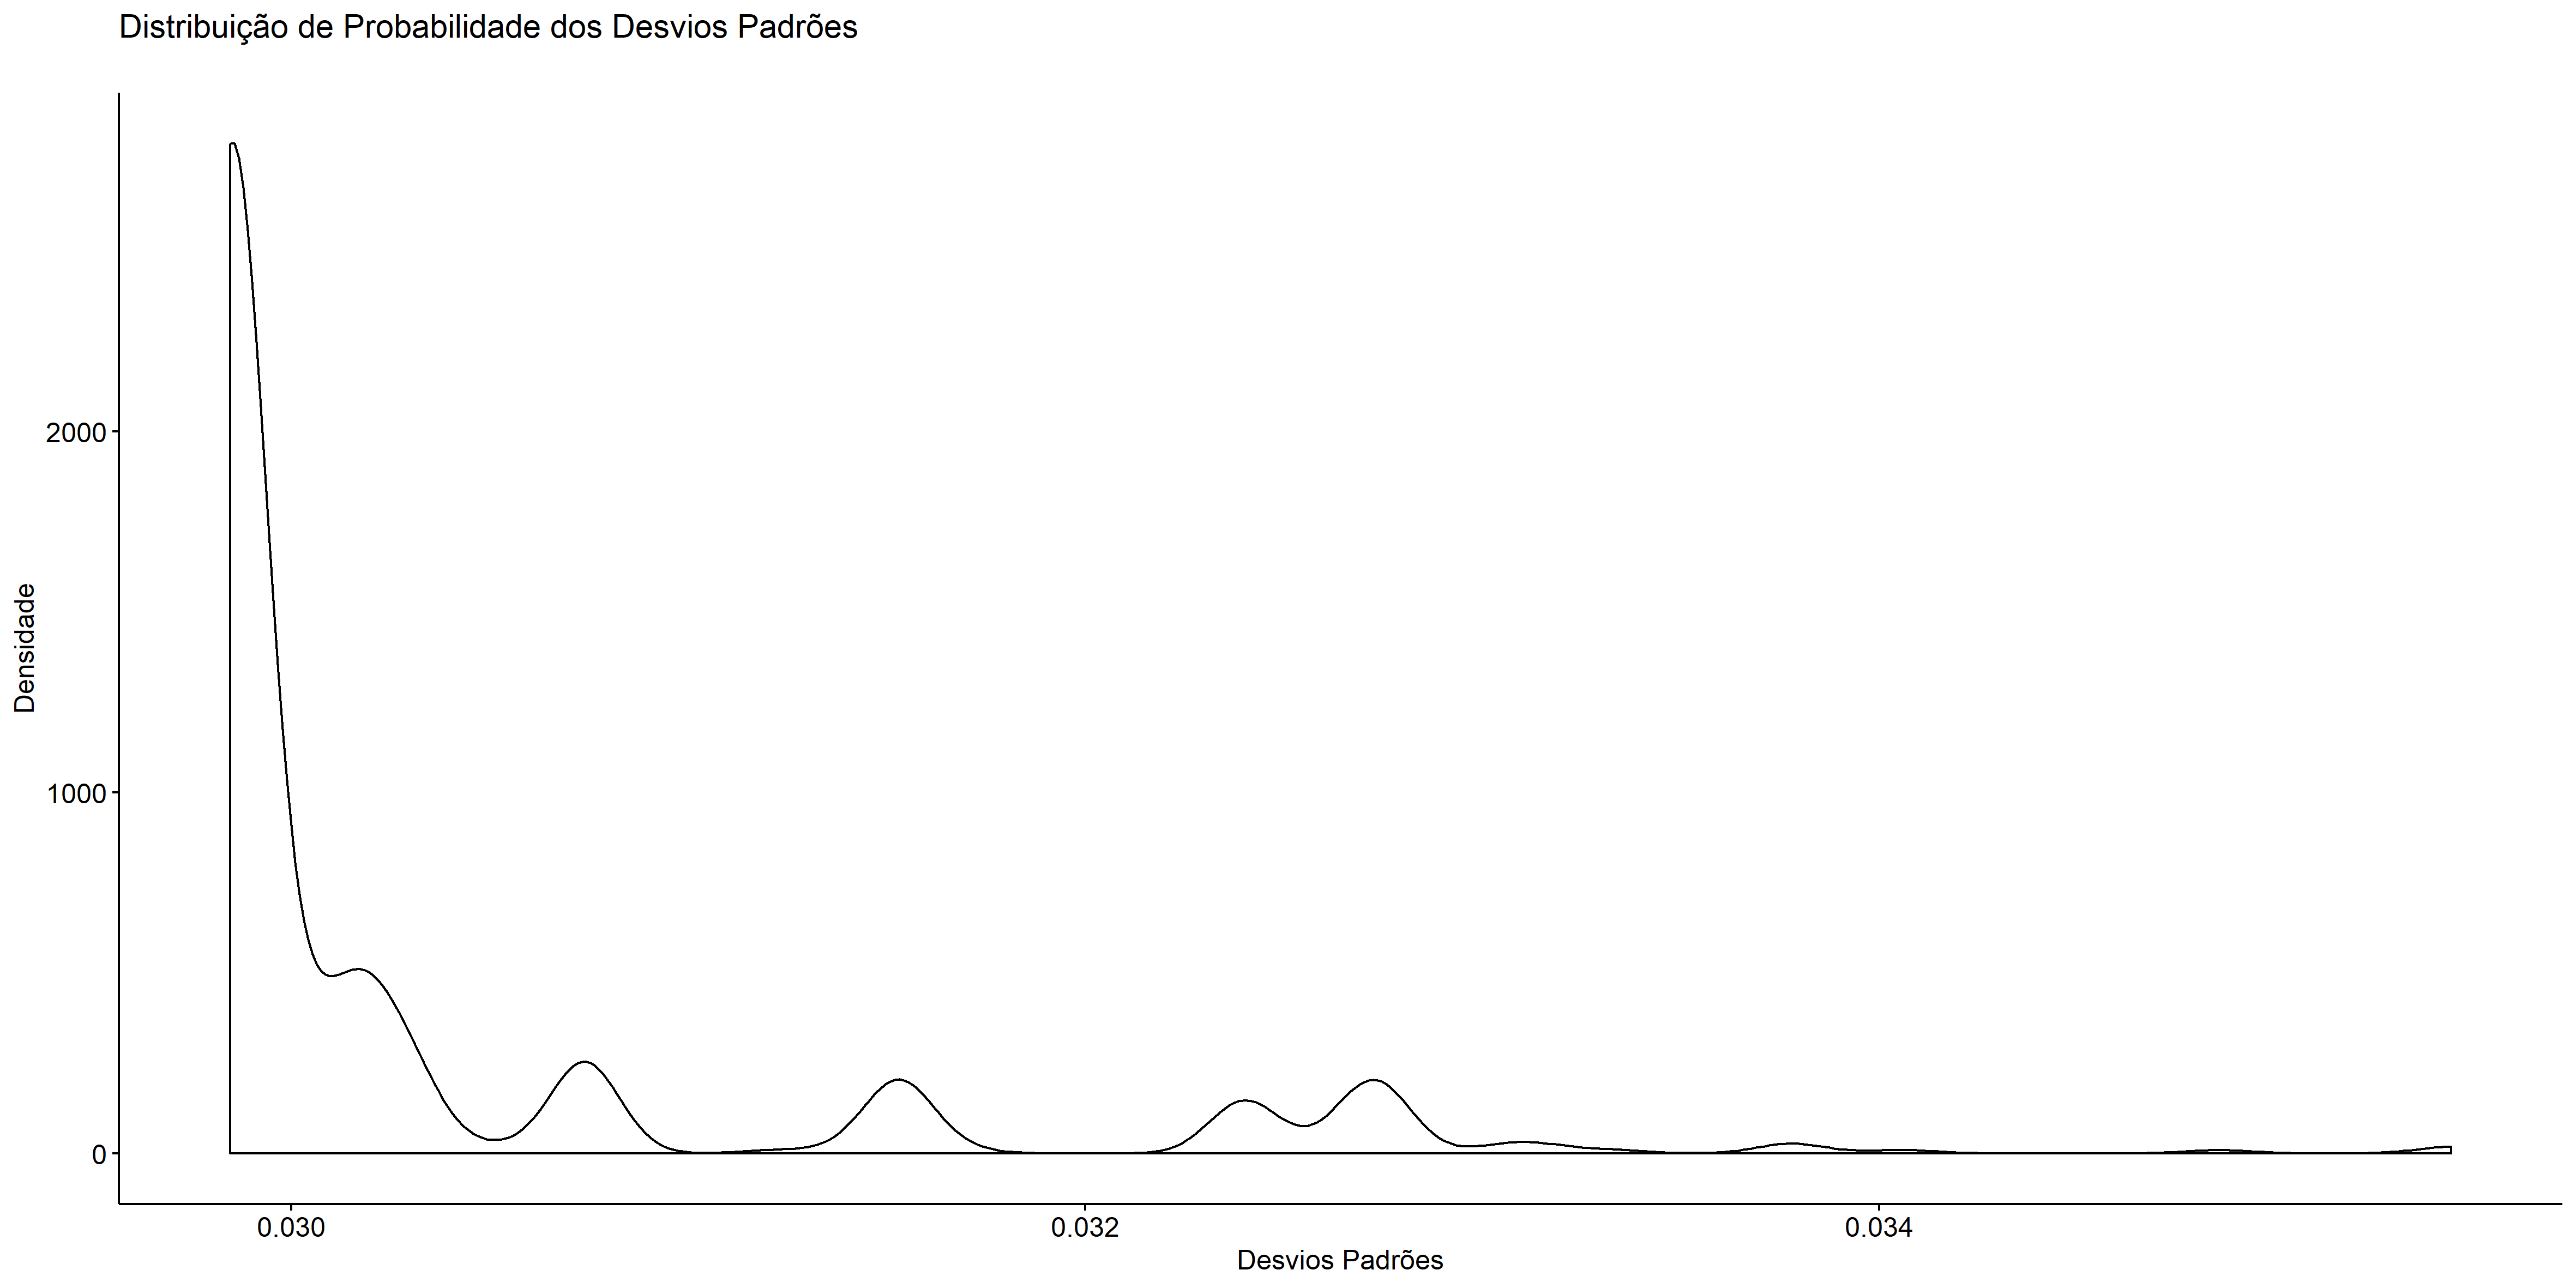 Distribuição de Probabilidade dos Desvios Padrões
Densidade
2000
1000
0
0.030
0.032
0.034
Desvios Padrões